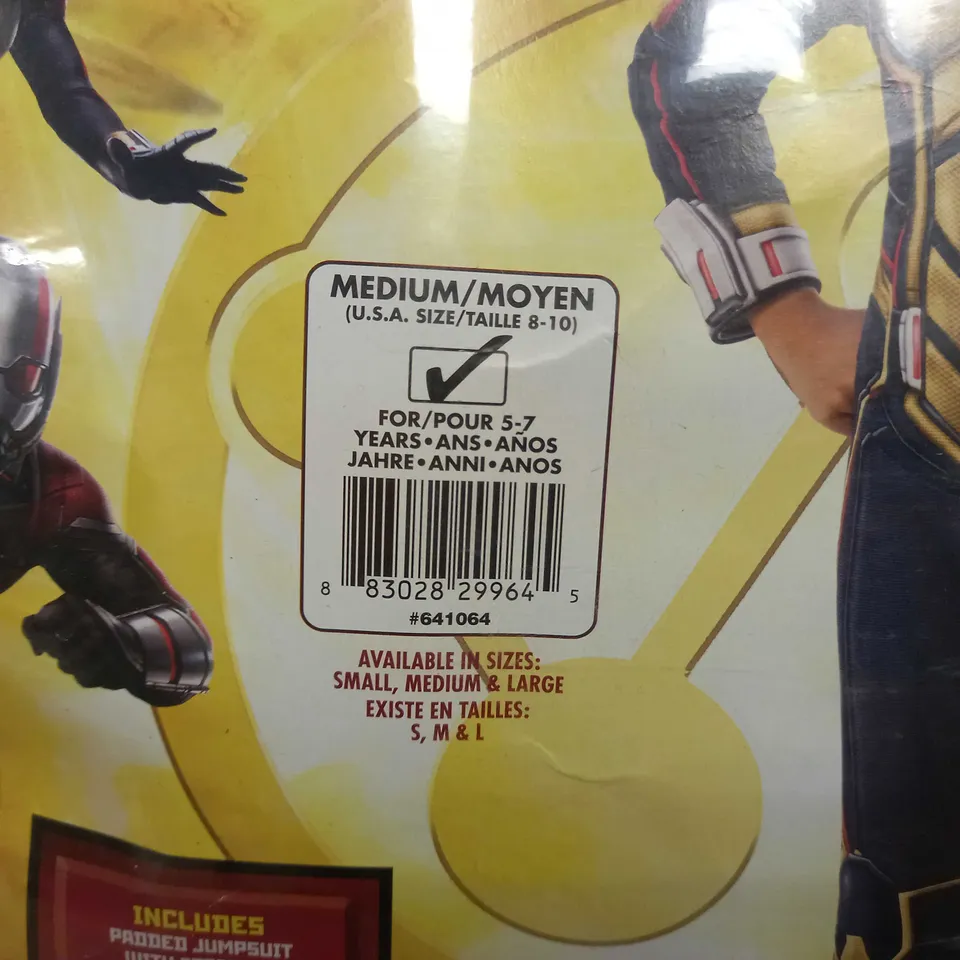 MEDIUM/MOYEN
(U.S.A. SIZE/TAILLE 8-10)
FOR/POUR 5-7
YEARS•ANS•AÑOS
JAHRE•ANNI•ANOS
8 83028 29964 5
#641064
AVAILABLE IN SIZES:
SMALL, MEDIUM & LARGE
EXISTE EN TAILLES:
S, M & L
INCLUDES
PADDED JUMPSUIT
WITH